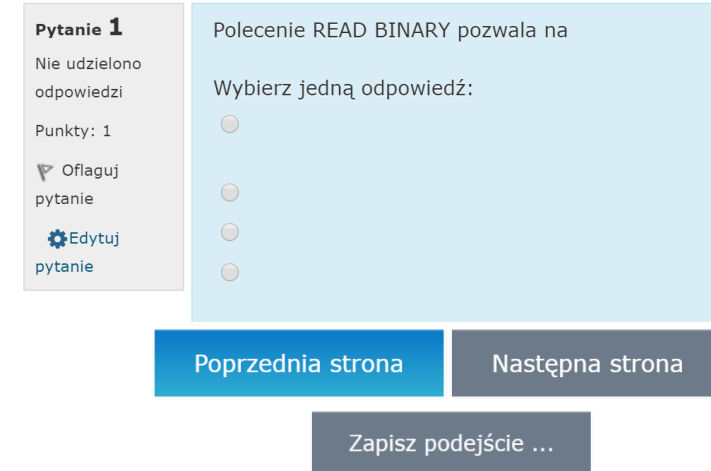 Pytanie 1
Nie udzielono
odpowiedzi
Punkty: 1
Oflaguj
pytanie
Edytuj
pytanie
Polecenie READ BINARY pozwala na
Wybierz jedną odpowiedź:
Poprzednia strona
Następna strona
Zapisz podejście ...